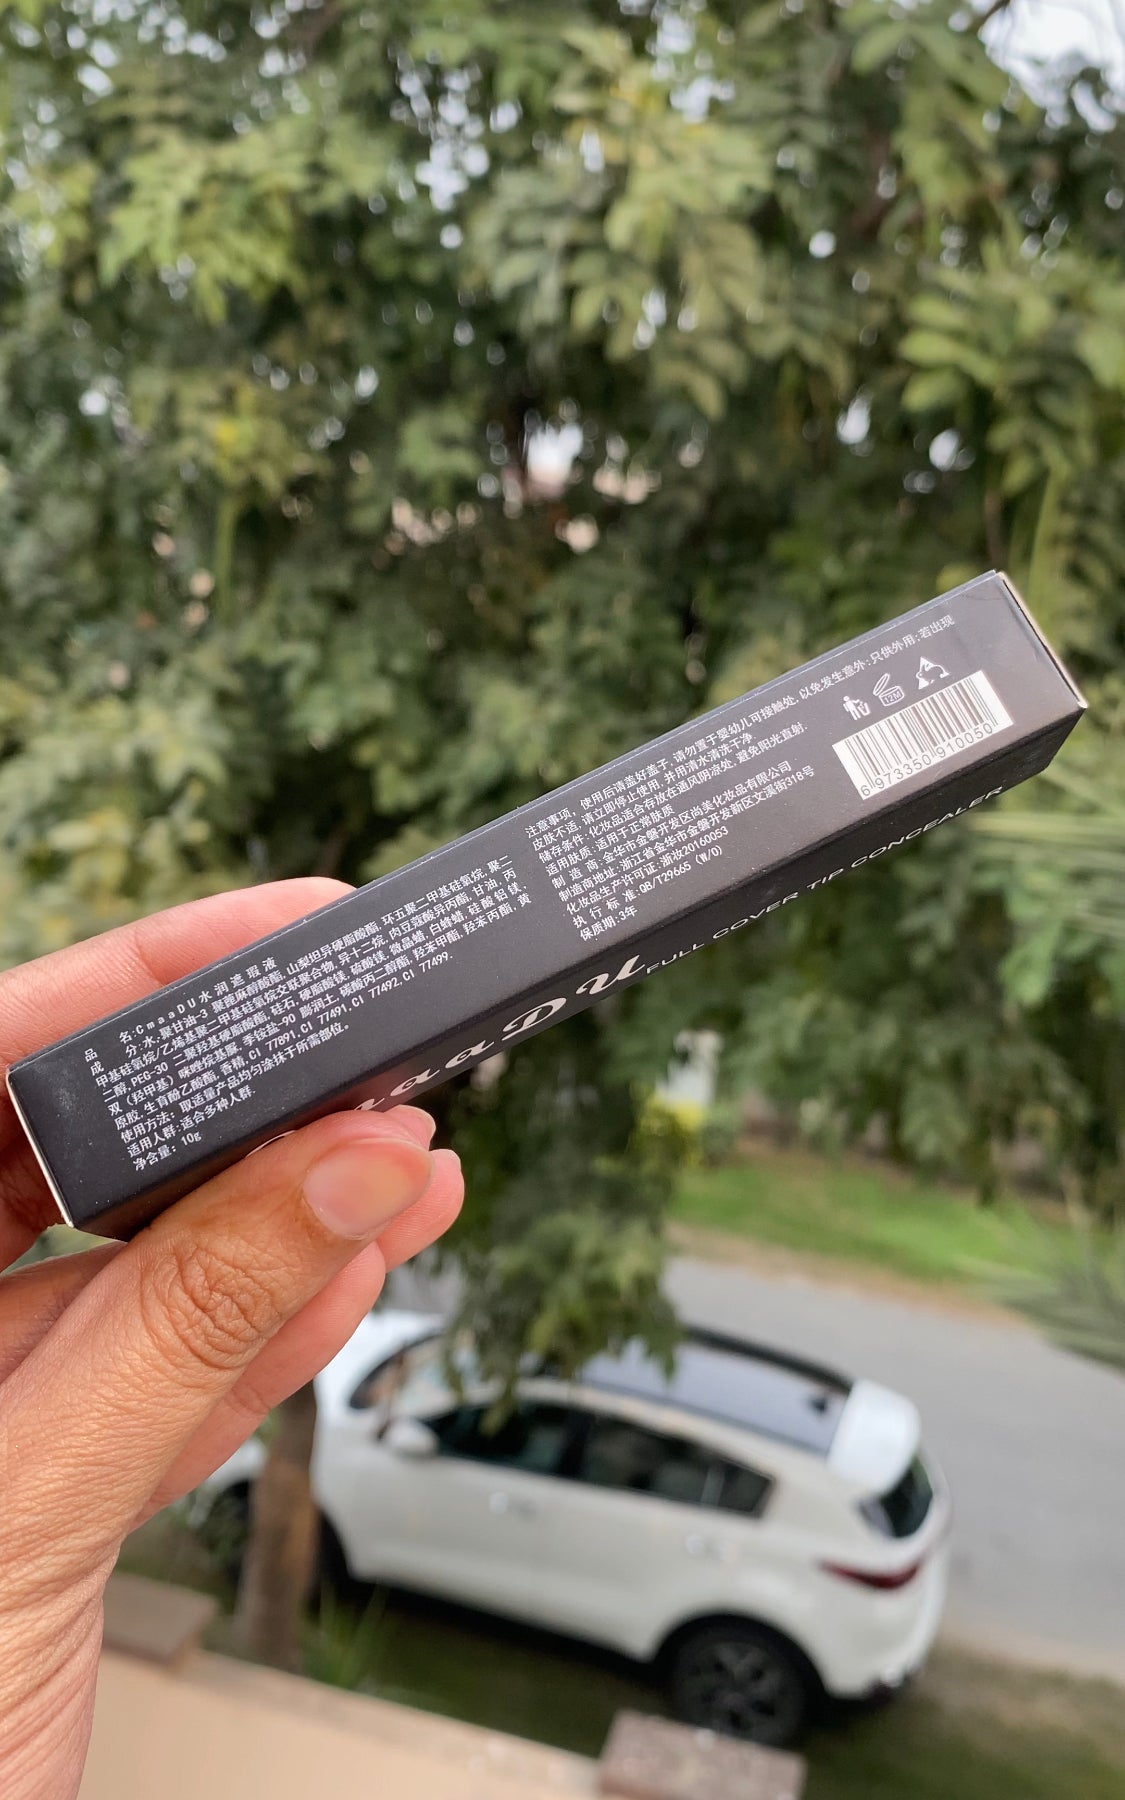 品 名:CmaaDU水润遮瑕液
成 分:水,聚甘油-3 聚蓖麻醇酸酯, 山梨坦异硬脂酸酯, 环五聚二甲基硅氧烷, 聚二
甲基硅氧烷/乙烯基聚二甲基硅氧烷交联聚合物, 异十二烷, 肉豆蔻酸异丙酯, 甘油, 丙
二醇, PEG-30 二聚羟基硬脂酸酯, 硅石, 硬脂酸镁, 硫酸镁, 微晶蜡, 白蜂蜡, 硅酸铝镁,
双(羟甲基)咪唑烷基脲, 季铵盐-90 膨润土, 碳酸丙二醇酯, 羟苯甲酯, 羟苯丙酯, 黄
原胶, 生育酚乙酸酯, 香精, CI 77891, CI 77491, CI 77492, CI 77499.
使用方法: 取适量产品均匀涂抹于所需部位。
适用人群:适合多种人群.
净含量: 10g
注意事项: 使用后请盖好盖子, 请勿置于婴幼儿可接触处, 以免发生意外;只供外用;若出现
皮肤不适, 请立即停止使用, 并用清水清洗干净.
储存条件: 化妆品适合存放在通风阴凉处, 避免阳光直射.
适用肤质: 适用于正常肤质
制 造 商: 金华市金磐开发区尚美化妆品有限公司
制造商地址: 浙江省金华市金磐开发新区文溪街318号
化妆品生产许可证: 浙妆20160053
执 行 标 准: QB/T29665 (W/O)
保质期: 3年
12M
6 973350 910050
maaDU
FULL COVER TIP CONCEALER